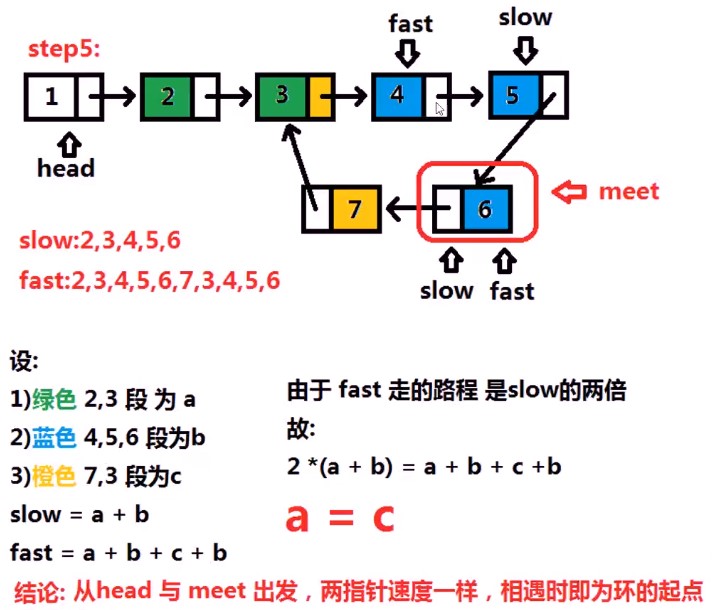 fast
slow
step5:
1
2
3
4
5
head
7
6
meet
slow:2,3,4,5,6
fast:2,3,4,5,6,7,3,4,5,6
slow
fast
设:
1)绿色 2,3 段 为 a
2)蓝色 4,5,6 段为b
3)橙色 7,3 段为c
slow = a + b
fast = a + b + c + b
由于 fast 走的路程 是slow的两倍
故:
2 *(a + b) = a + b + c +b
a = c
结论: 从head 与 meet 出发，两指针速度一样，相遇时即为环的起点